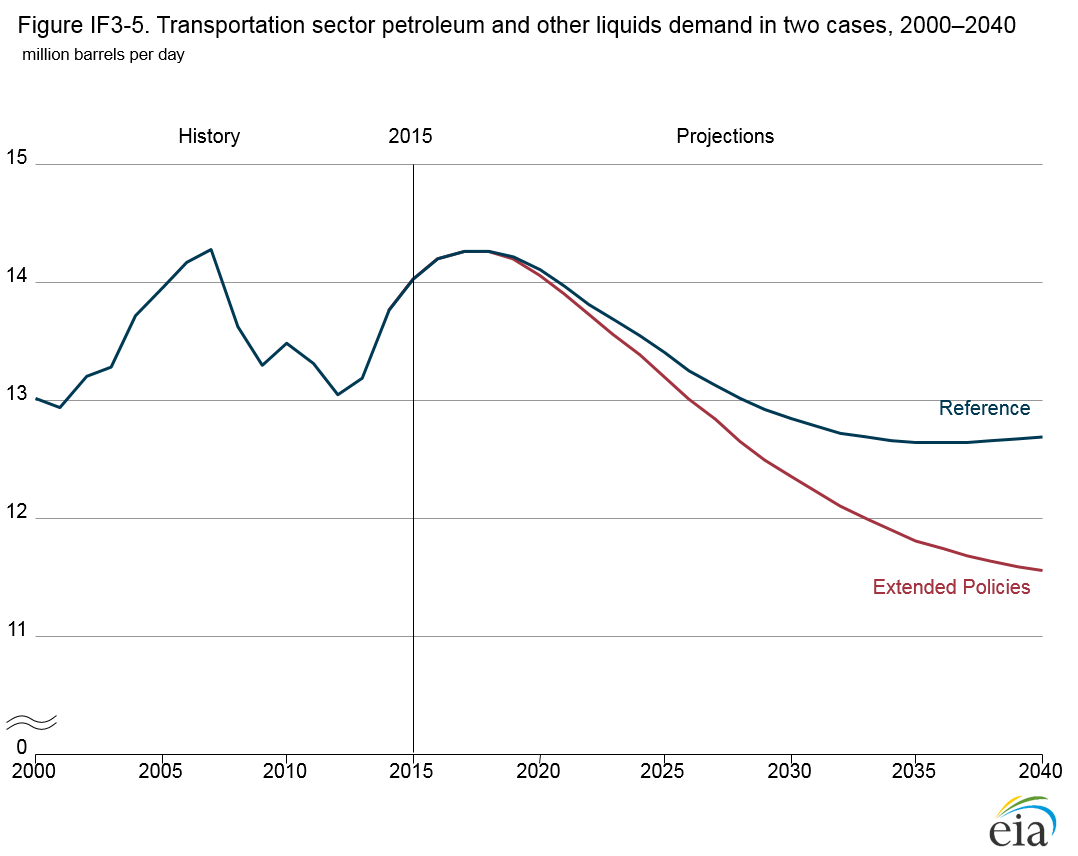 Figure IF3-5. Transportation sector petroleum and other liquids demand in two cases, 2000–2040
million barrels per day
History 2015 Projections
15
14
13
Reference
12
Extended Policies
11
0
2000 2005 2010 2015 2020 2025 2030 2035 2040
eia